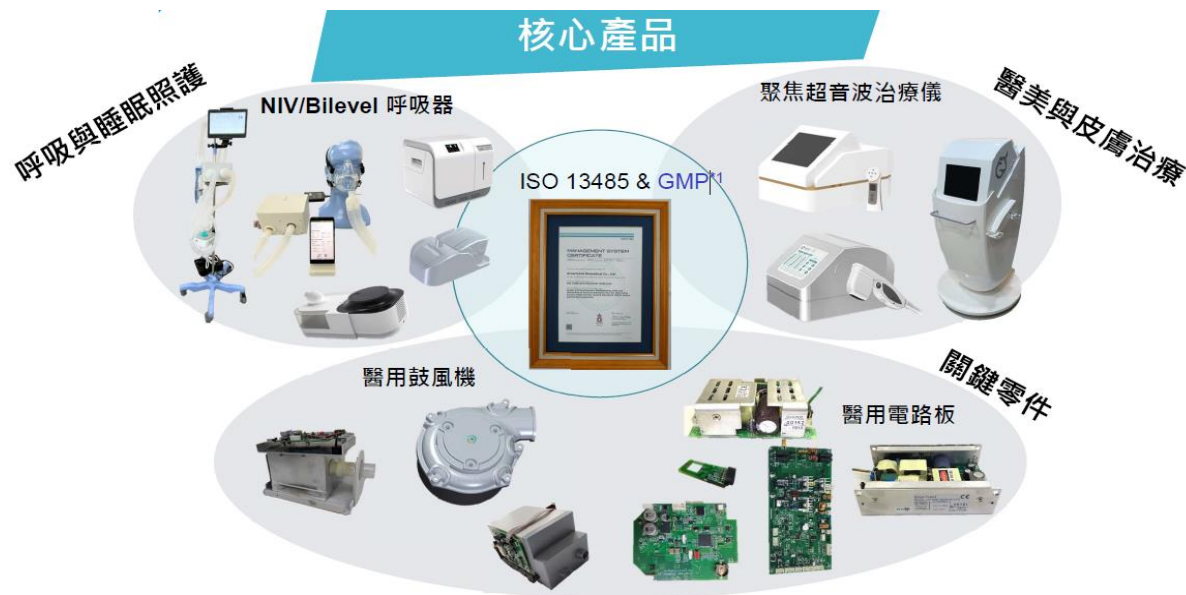 核心產品
呼吸與睡眠照護
NIV/Bilevel 呼吸器
聚焦超音波治療儀
醫美與皮膚治療
ISO 13485 & GMP*1
MANAGEMENT SYSTEM
CERTIFICATE
醫用鼓風機
關鍵零件
醫用電路板